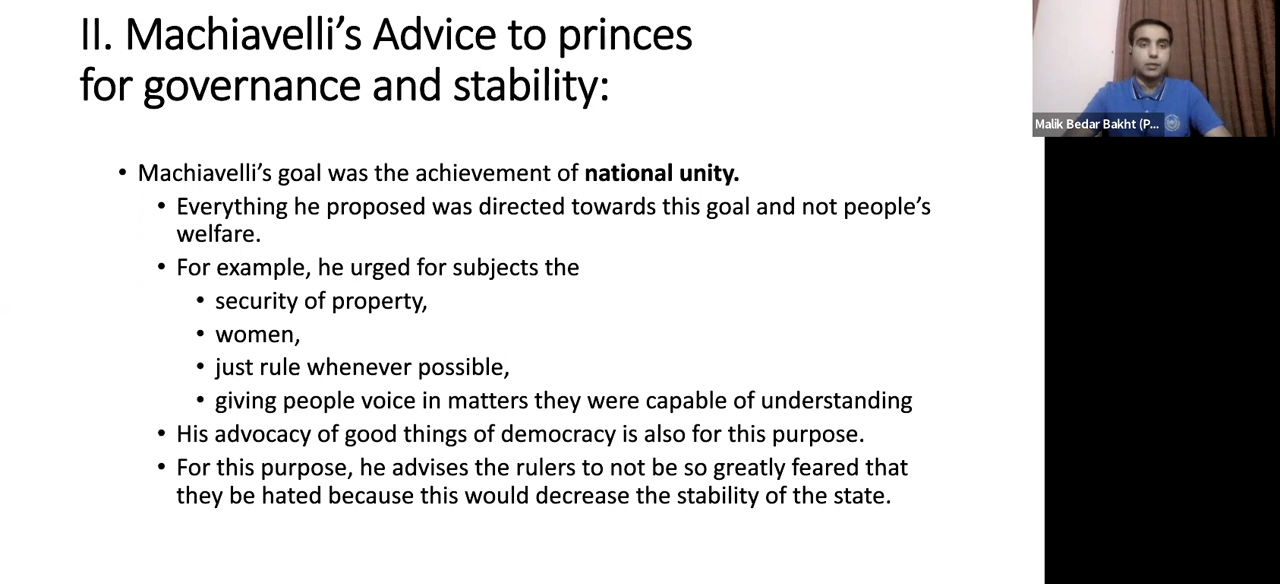 II. Machiavelli's Advice to princes
for governance and stability:
• Machiavelli's goal was the achievement of national unity.
• Everything he proposed was directed towards this goal and not people's
welfare.
• For example, he urged for subjects the
• security of property,
• women,
• just rule whenever possible,
• giving people voice in matters they were capable of understanding
• His advocacy of good things of democracy is also for this purpose.
• For this purpose, he advises the rulers to not be so greatly feared that
they be hated because this would decrease the stability of the state.
Malik Bedar Bakht (P...